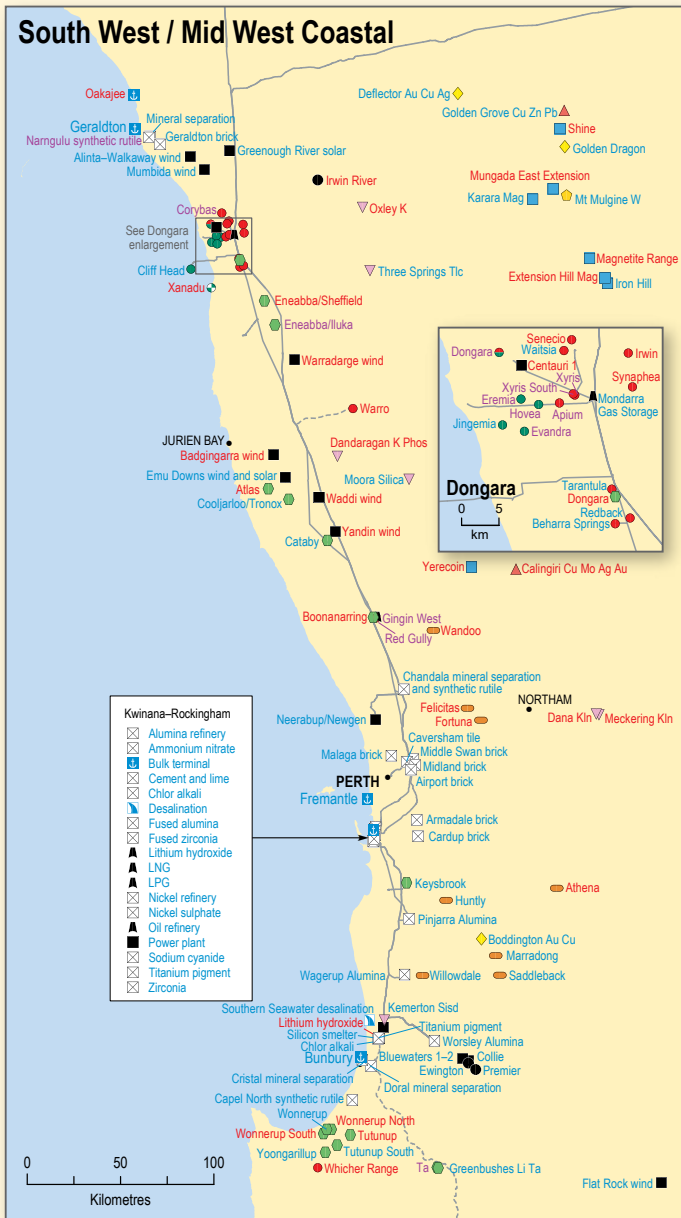 South West / Mid West Coastal
Oakajee
Deflector Au Cu Ag
Golden Grove Cu Zn Pb
Mineral separation
Geraldton
Shine
Narngulu synthetic rutile
Geraldton brick
Golden Dragon
Alinta–Walkaway wind
Greenough River solar
Mumbida wind
Irwin River
Mungada East Extension
Karara Mag
Mt Mulgine W
Corybas
Oxley K
See Dongara
enlargement
Magnetite Range
Cliff Head
Three Springs Tlc
Extension Hill Mag
Iron Hill
Xanadu
Eneabba/Sheffield
Eneabba/Iluka
Warradarge wind
Warro
JURIEN BAY
Dandaragan K Phos
Badgingarra wind
Emu Downs wind and solar
Moora Silica
Atlas
Cooljarloo/Tronox
Waddi wind
Yandin wind
Cataby
Yerecoin
Calingiri Cu Mo Ag Au
Senecio
Dongara
Waitsia
Irwin
Centauri 1
Xyris
Synaphea
Xyris South
Eremia
Mondarra
Gas Storage
Hovea
Apium
Jingemia
Evandra
Dongara
Tarantula
Dongara
Redback
Beharra Springs
0 5
km
Boonanarring
Gingin West
Red Gully
Wandoo
Chandala mineral separation
and synthetic rutile
NORTHAM
Felicitas
Fortuna
Dana Kln
Meckering Kln
Neerabup/Newgen
Caversham tile
Malaga brick
Middle Swan brick
Midland brick
PERTH
Airport brick
Fremantle
Armadale brick
Cardup brick
Kwinana–Rockingham
Alumina refinery
Ammonium nitrate
Bulk terminal
Cement and lime
Chlor alkali
Desalination
Fused alumina
Fused zirconia
Lithium hydroxide
LNG
LPG
Nickel refinery
Nickel sulphate
Oil refinery
Power plant
Sodium cyanide
Titanium pigment
Zirconia
Keysbrook
Athena
Huntly
Pinjarra Alumina
Boddington Au Cu
Marradong
Wagerup Alumina
Willowdale
Saddleback
Southern Seawater desalination
Kemerton Sisd
Lithium hydroxide
Titanium pigment
Silicon smelter
Chlor alkali
Worsley Alumina
Bunbury
Bluewaters 1–2
Collie
Ewington
Premier
Cristal mineral separation
Doral mineral separation
Capel North synthetic rutile
Wonnerup
Wonnerup North
Wonnerup South
Tutunup
Yoongarillup
Tutunup South
Whicher Range
Ta
Greenbushes Li Ta
Flat Rock wind
0 50 100
Kilometres